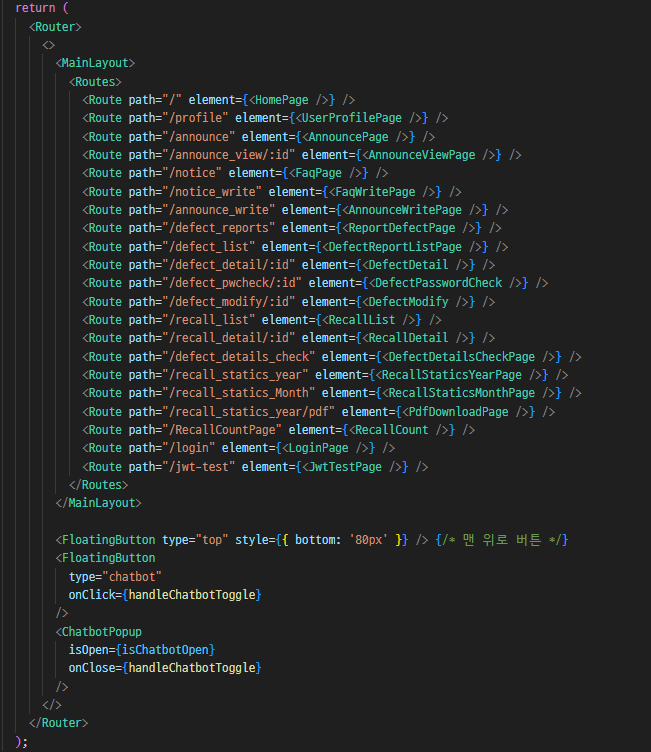 return (
<Router>
<>
<MainLayout>
<Routes>
<Route path="/" element={<HomePage />} />
<Route path="/profile" element={<UserProfilePage />} />
<Route path="/announce" element={<AnnouncePage />} />
<Route path="/announce_view/:id" element={<AnnounceViewPage />} />
<Route path="/notice" element={<FaqPage />} />
<Route path="/notice_write" element={<FaqWritePage />} />
<Route path="/announce_write" element={<AnnounceWritePage />} />
<Route path="/defect_reports" element={<ReportDefectPage />} />
<Route path="/defect_list" element={<DefectReportListPage />} />
<Route path="/defect_detail/:id" element={<DefectDetail />} />
<Route path="/defect_pwcheck/:id" element={<DefectPasswordCheck />} />
<Route path="/defect_modify/:id" element={<DefectModify />} />
<Route path="/recall_list" element={<RecallList />} />
<Route path="/recall_detail/:id" element={<RecallDetail />} />
<Route path="/defect_details_check" element={<DefectDetailsCheckPage />} />
<Route path="/recall_statics_year" element={<RecallStaticsYearPage />} />
<Route path="/recall_statics_Month" element={<RecallStaticsMonthPage />} />
<Route path="/recall_statics_year/pdf" element={<PdfDownloadPage />} />
<Route path="/RecallCountPage" element={<RecallCount />} />
<Route path="/login" element={<LoginPage />} />
<Route path="/jwt-test" element={<JwtTestPage />} />
</Routes>
</MainLayout>
<FloatingButton type="top" style={{ bottom: '80px' }} /> {/* 맨 위로 버튼 */}
<FloatingButton
type="chatbot"
onClick={handleChatbotToggle}
/>
<ChatbotPopup
isOpen={isChatbotOpen}
onClose={handleChatbotToggle}
/>
</>
</Router>
);